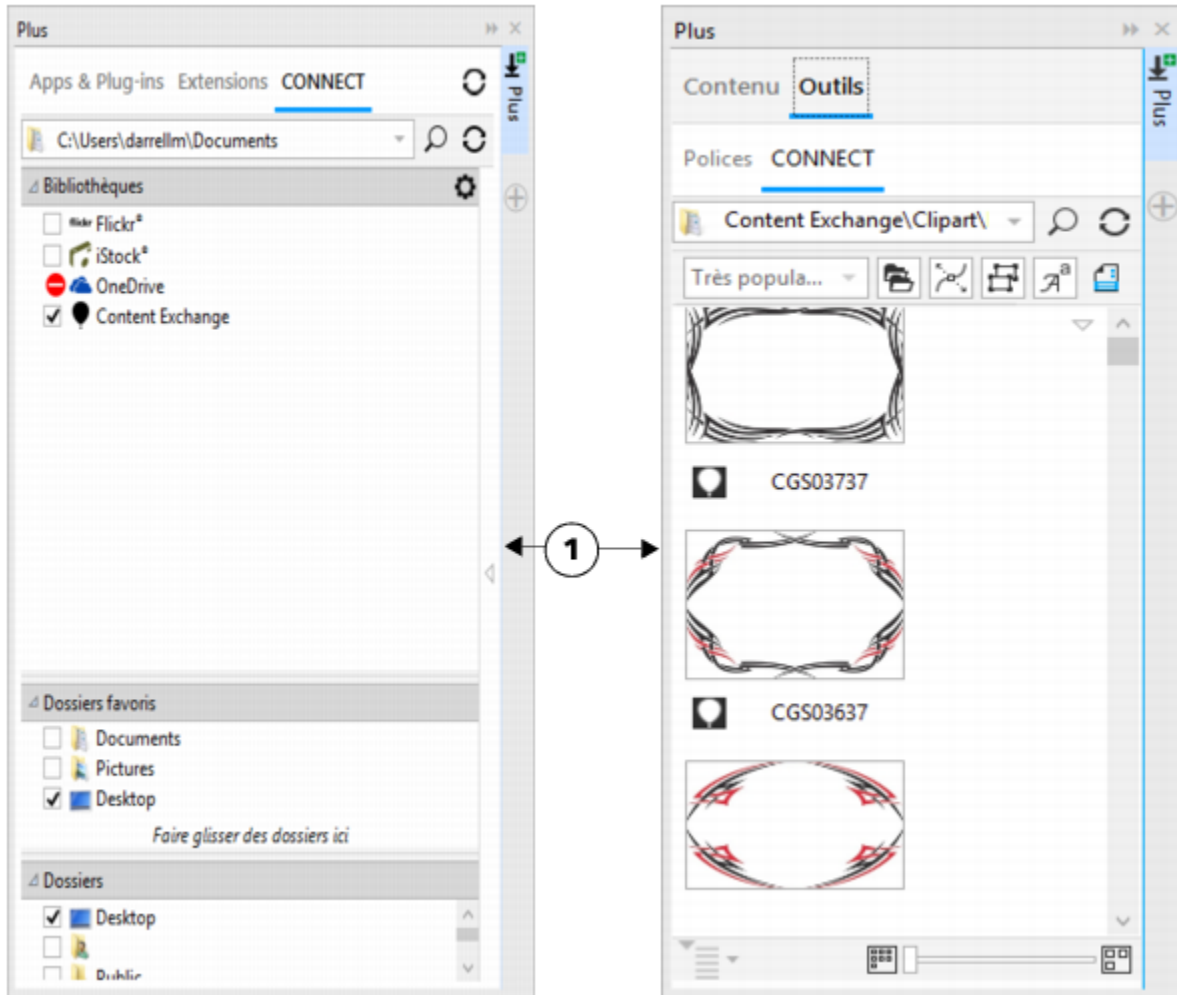 Plus
Apps & Plug-ins Extensions CONNECT
Plus
C:\Users\darrellm\Documents
Bibliothèques
flickr Flickr®
iStock®
OneDrive
Content Exchange
Dossiers favoris
Documents
Pictures
Desktop
Faire glisser des dossiers ici
Dossiers
Desktop
Public
1
Plus
Contenu Outils
Plus
Polices CONNECT
Content Exchange\Clipart\
Très popula...
CGS03737
CGS03637